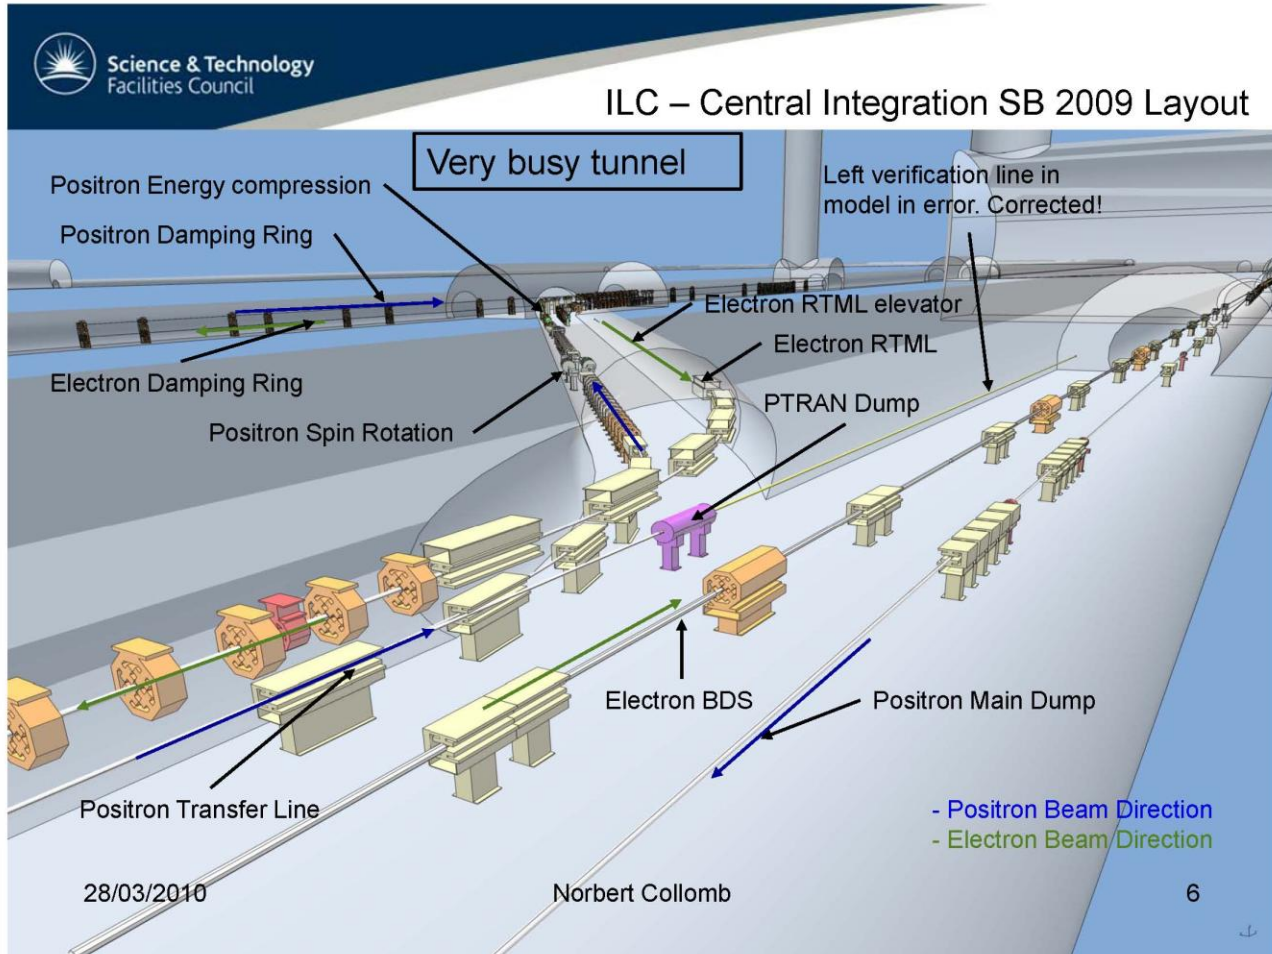 Science & Technology
Facilities Council
ILC – Central Integration SB 2009 Layout
Very busy tunnel
Positron Energy compression
Positron Damping Ring
Left verification line in
model in error. Corrected!
Electron RTML elevator
Electron RTML
Electron Damping Ring
PTRAN Dump
Positron Spin Rotation
Electron BDS
Positron Main Dump
Positron Transfer Line
- Positron Beam Direction
- Electron Beam Direction
28/03/2010
Norbert Collomb
6